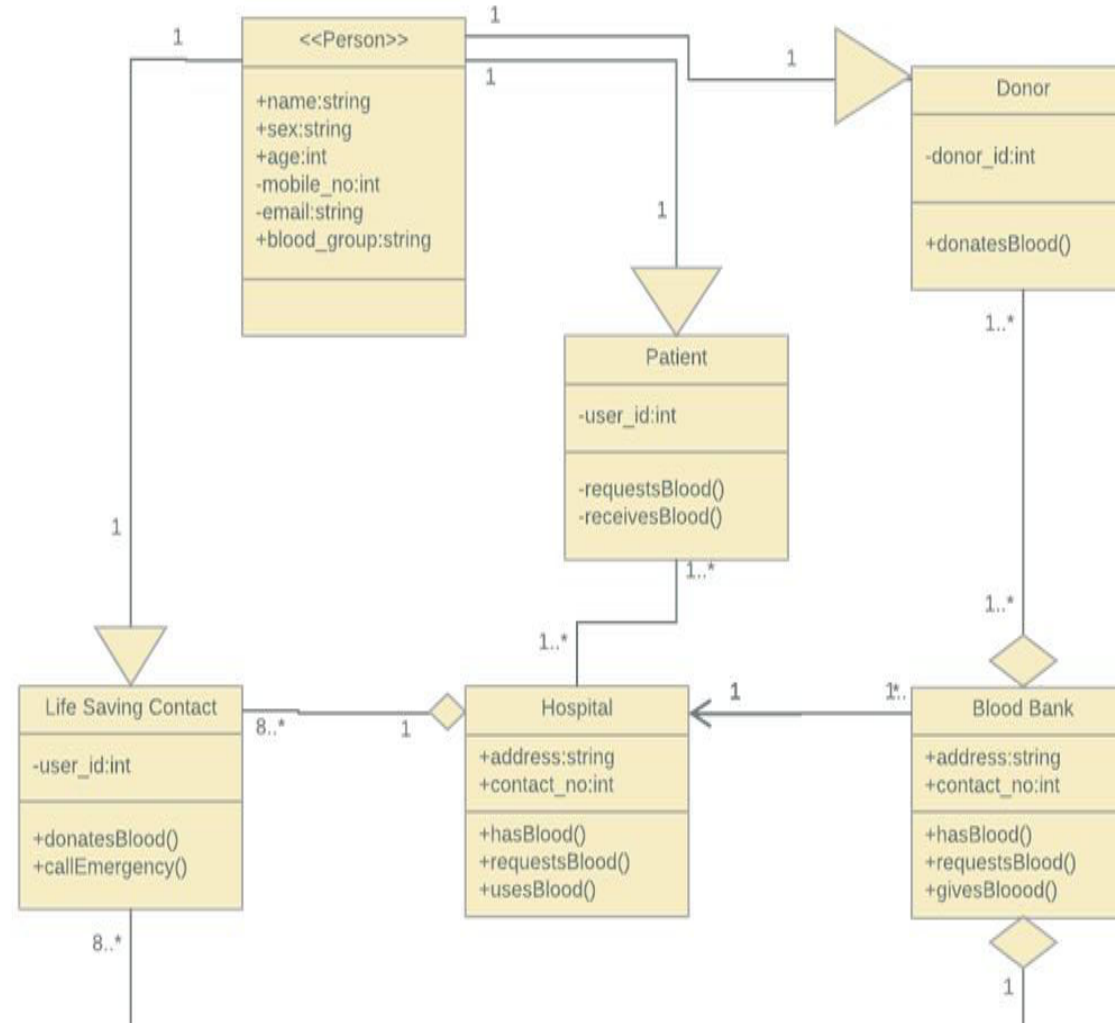 1
1
<<Person>>
1
1
+name:string
+sex:string
+age:int
-mobile_no:int
-email:string
+blood_group:string
Donor
-donor_id:int
+donatesBlood()
1
1..*
Patient
-user_id:int
-requestsBlood()
-receivesBlood()
1
1..*
1..*
1..*
Life Saving Contact
-user_id:int
+donatesBlood()
+callEmergency()
8..*
1
Hospital
+address:string
+contact_no:int
+hasBlood()
+requestsBlood()
+usesBlood()
1
1*..
Blood Bank
+address:string
+contact_no:int
+hasBlood()
+requestsBlood()
+givesBloood()
8..*
1